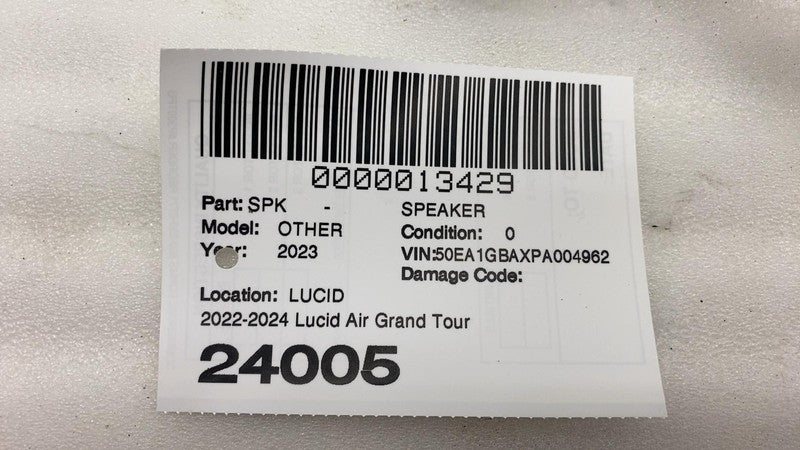 0000013429
Part: SPK - SPEAKER
Model: OTHER Condition: 0
Year: 2023 VIN:50EA1GBAXPA004962
Damage Code:
Location: LUCID
2022-2024 Lucid Air Grand Tour
24005